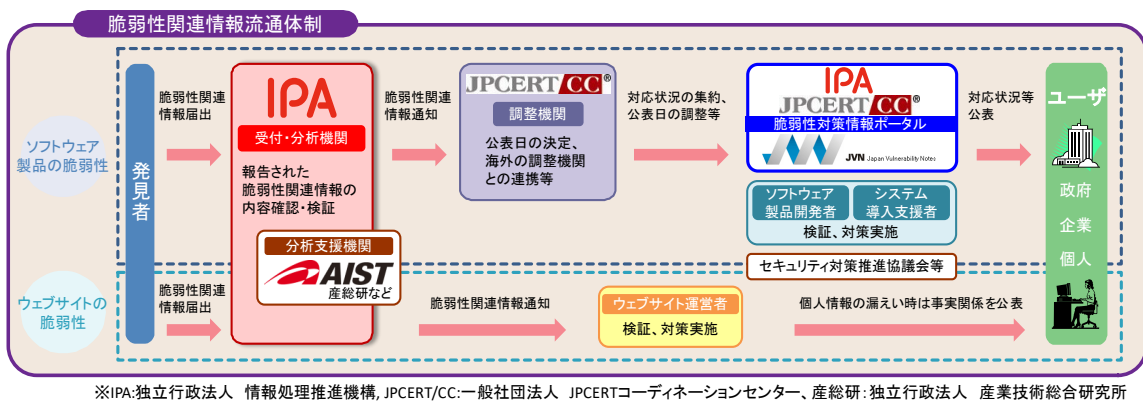 脆弱性関連情報流通体制
ソフトウェア
製品の脆弱性
発見者
脆弱性関連
情報届出
IPA
受付・分析機関
報告された
脆弱性関連情報の
内容確認・検証
分析支援機関
AIST
産総研など
脆弱性関連
情報通知
JPCERT CC®
調整機関
公表日の決定、
海外の調整機関
との連携等
対応状況の集約、
公表日の調整等
IPA
JPCERT CC®
脆弱性対策情報ポータル
JVN Japan Vulnerability Notes
ソフトウェア
製品開発者
システム
導入支援者
検証、対策実施
セキュリティ対策推進協議会等
対応状況等
公表
ユーザ
政府
企業
個人
ウェブサイトの
脆弱性
脆弱性関連
情報届出
脆弱性関連情報通知
ウェブサイト運営者
検証、対策実施
個人情報の漏えい時は事実関係を公表
※IPA:独立行政法人 情報処理推進機構, JPCERT/CC:一般社団法人 JPCERTコーディネーションセンター、産総研:独立行政法人 産業技術総合研究所